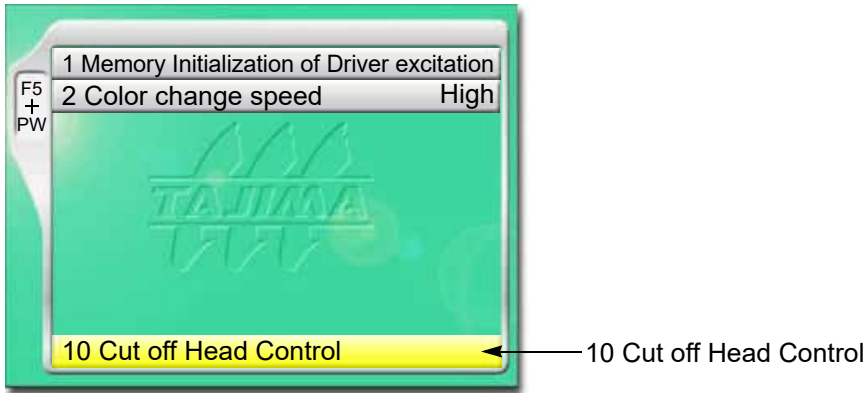 1 Memory Initialization of Driver excitation
F5
+
PW
2 Color change speed High
TAJIMA
10 Cut off Head Control
10 Cut off Head Control